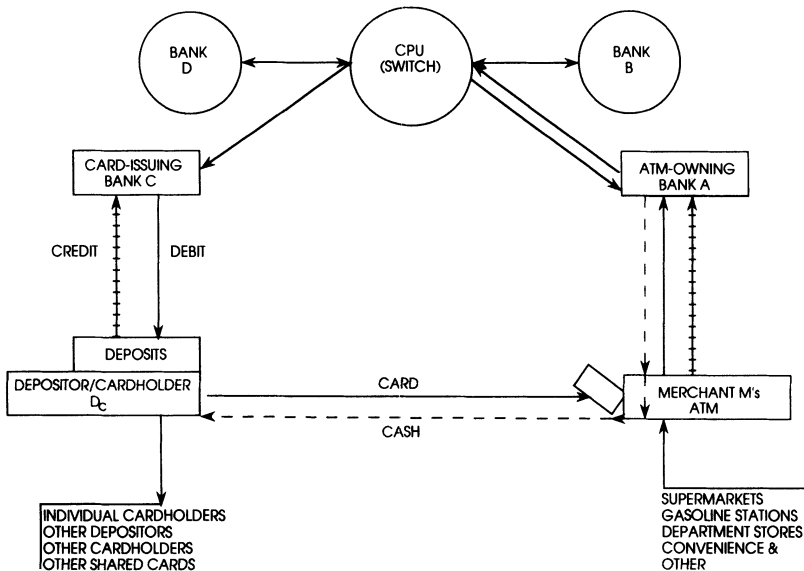 BANK
D
CPU
(SWITCH)
BANK
B
CARD-ISSUING
BANK C
ATM-OWNING
BANK A
CREDIT
DEBIT
DEPOSITS
DEPOSITOR/CARDHOLDER
DC
CARD
CASH
MERCHANT M's
ATM
INDIVIDUAL CARDHOLDERS
OTHER DEPOSITORS
OTHER CARDHOLDERS
OTHER SHARED CARDS
SUPERMARKETS
GASOLINE STATIONS
DEPARTMENT STORES
CONVENIENCE &
OTHER